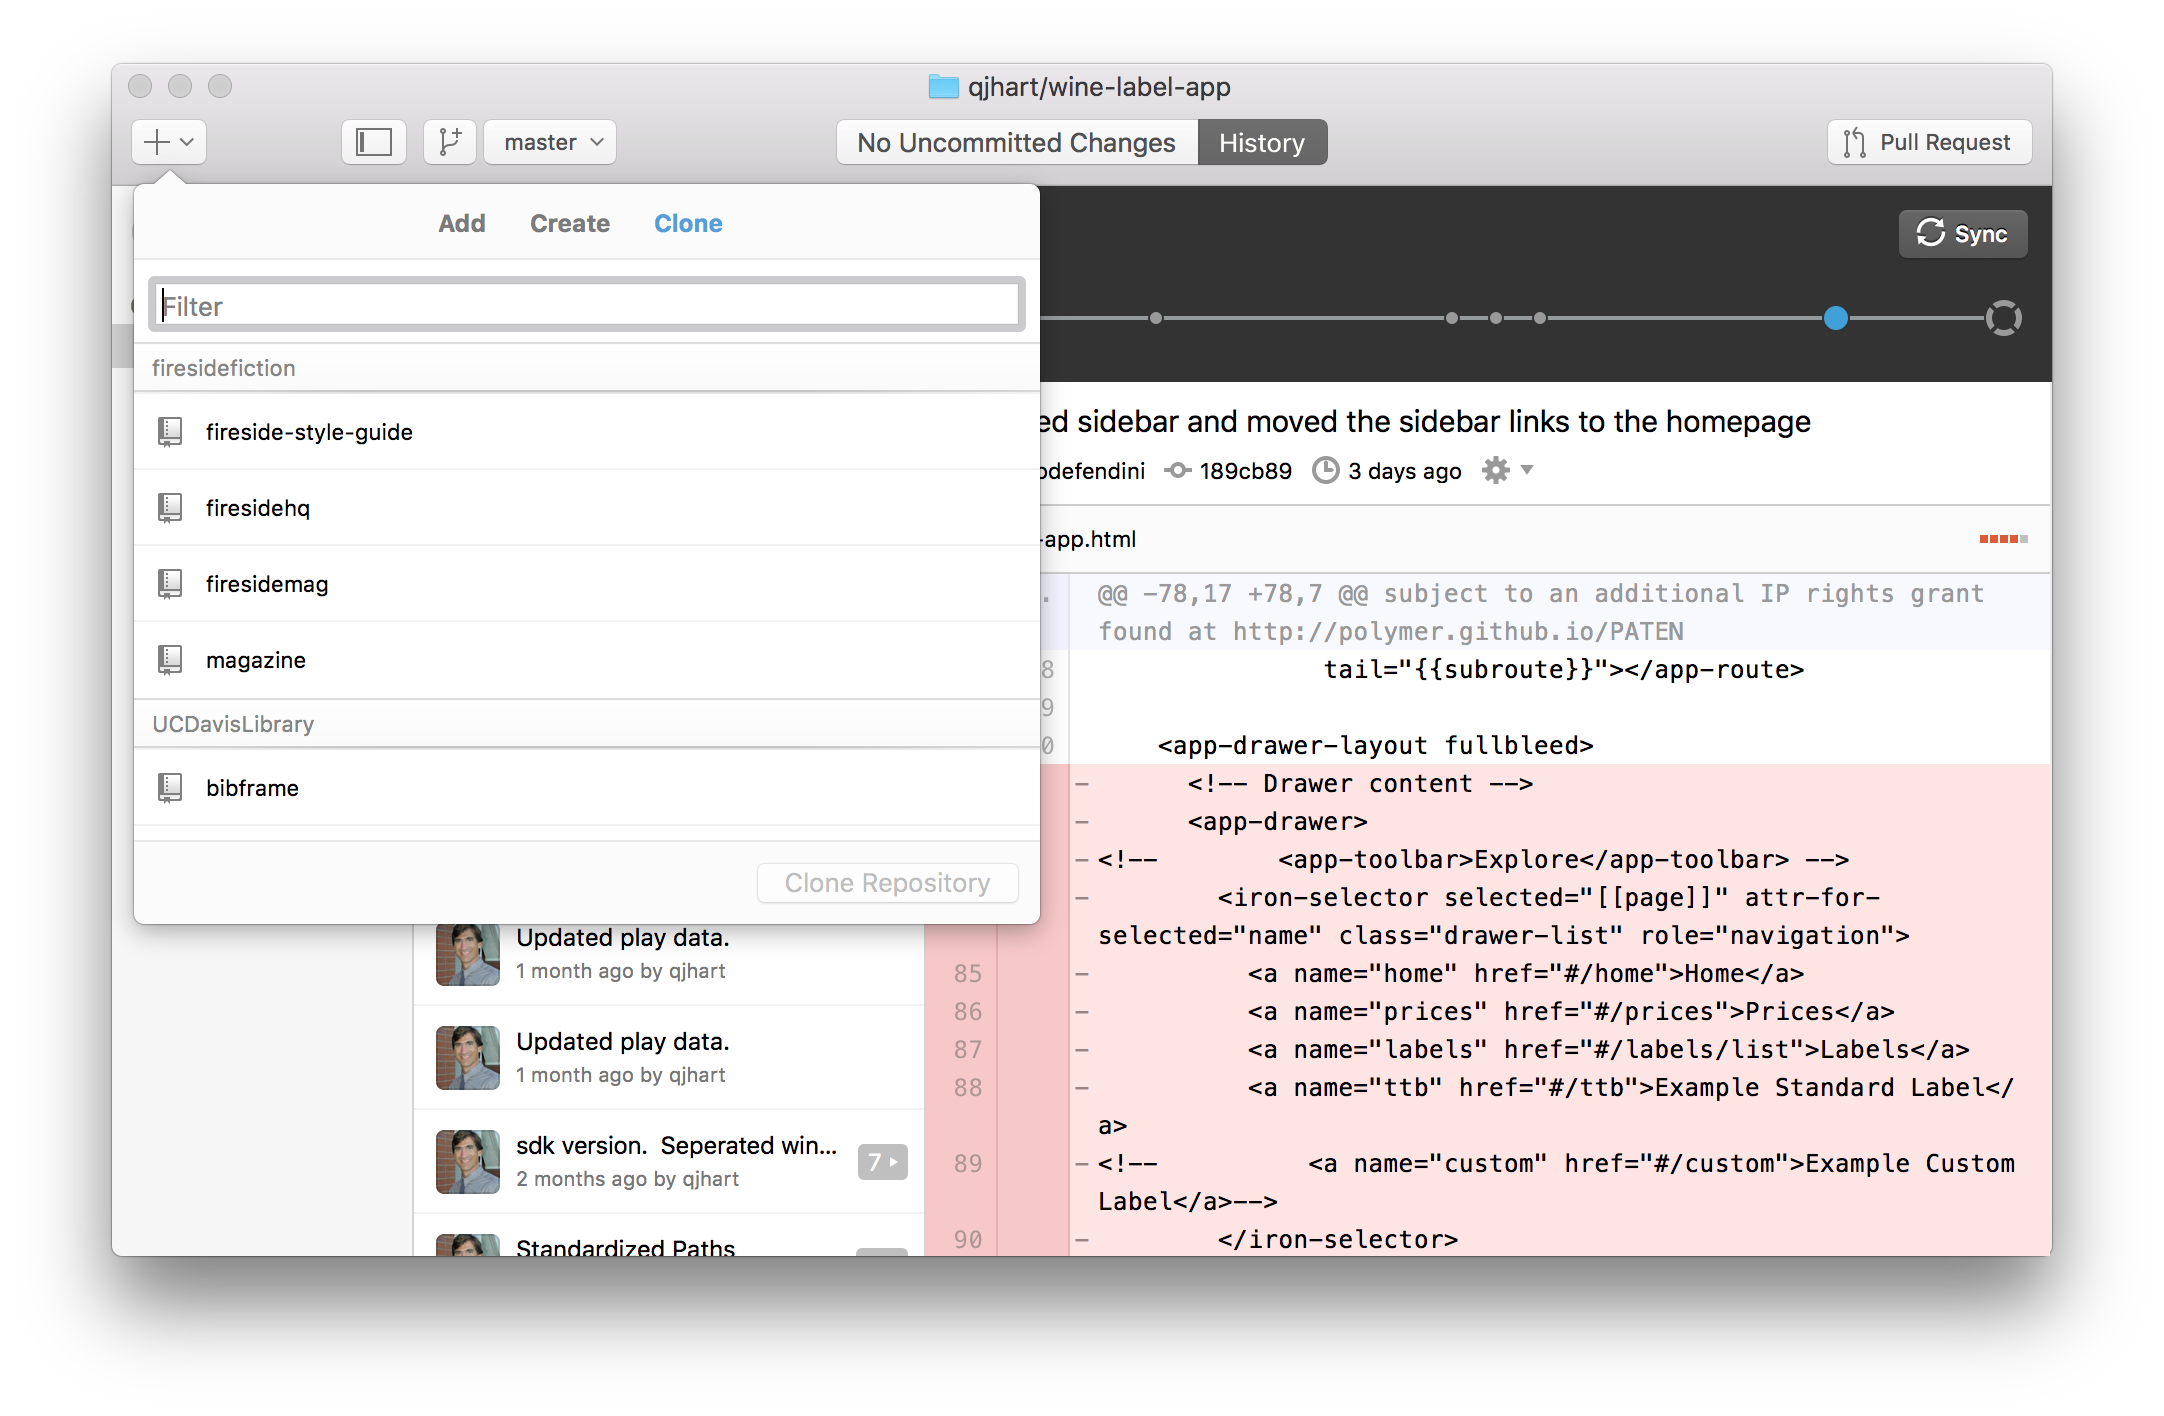 qjhart/wine-label-app
master
No Uncommitted Changes
History
Pull Request
Add
Create
Clone
Filter
firesidefiction
fireside-style-guide
firesidehq
firesidemag
magazine
UCDavisLibrary
bibframe
Clone Repository
Sync
ed sidebar and moved the sidebar links to the homepage
defendini
189cb89
3 days ago
-app.html
Updated play data.
1 month ago by qjhart
Updated play data.
1 month ago by qjhart
sdk version.  Seperated win...
2 months ago by qjhart
7
Standardized Paths
@@ -78,17 +78,7 @@ subject to an additional IP rights grant
found at http://polymer.github.io/PATEN
8 tail="{{subroute}}"></app-route>
9
0 <app-drawer-layout fullbleed>
- <!-- Drawer content -->
- <app-drawer>
- <!-- <app-toolbar>Explore</app-toolbar> -->
- <iron-selector selected="[[page]]" attr-for-
selected="name" class="drawer-list" role="navigation">
85 - <a name="home" href="#/home">Home</a>
86 - <a name="prices" href="#/prices">Prices</a>
87 - <a name="labels" href="#/labels/list">Labels</a>
88 - <a name="ttb" href="#/ttb">Example Standard Label</
a>
89 - <!-- <a name="custom" href="#/custom">Example Custom
Label</a>-->
90 - </iron-selector>